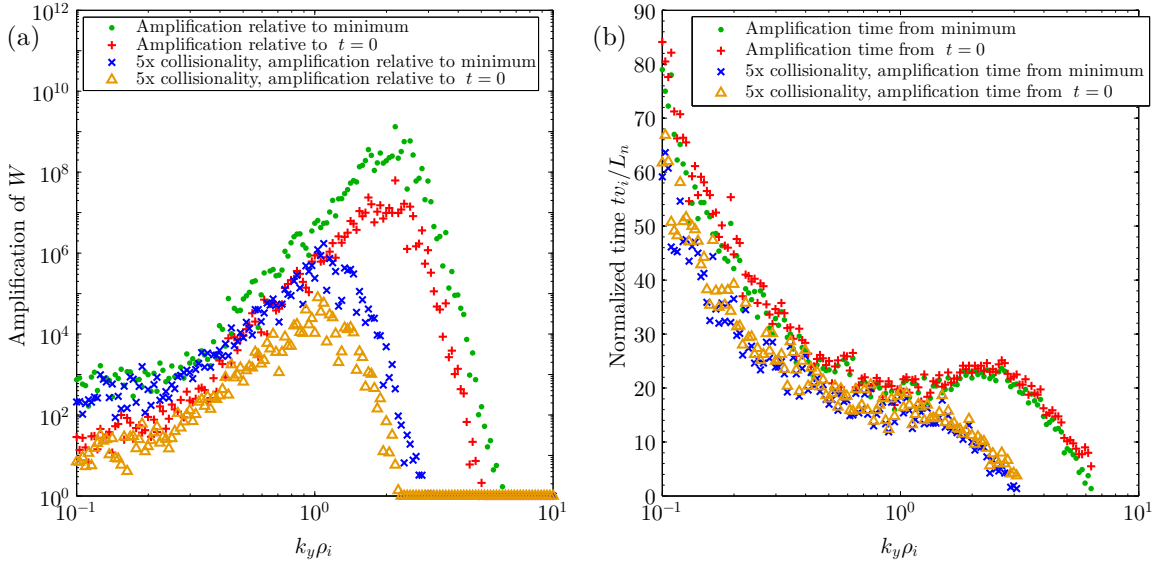 (a)
Amplification of W
10^12
10^10
10^8
10^6
10^4
10^2
10^0
Amplification relative to minimum
Amplification relative to t = 0
5x collisionality, amplification relative to minimum
5x collisionality, amplification relative to t = 0
10^−1
10^0
10^1
k_yρ_i
(b)
Normalized time tv_i/L_n
90
80
70
60
50
40
30
20
10
0
Amplification time from minimum
Amplification time from t = 0
5x collisionality, amplification time from minimum
5x collisionality, amplification time from t = 0
10^−1
10^0
10^1
k_yρ_i